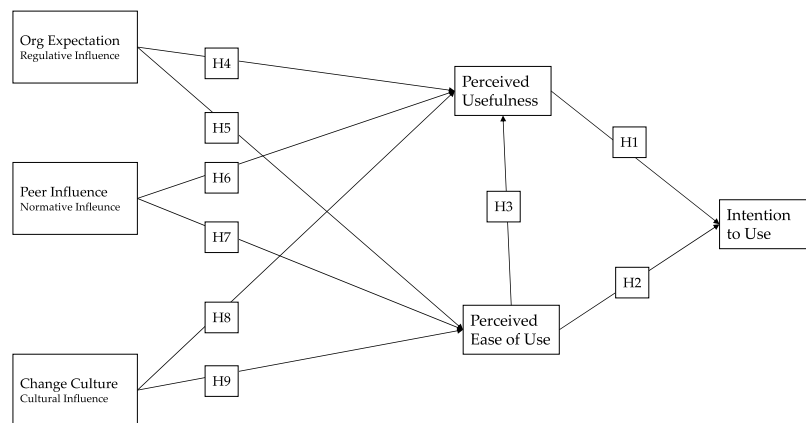 Org Expectation
Regulative Influence
H4
Perceived
Usefulness
H5
H1
H6
Peer Influence
Normative Infleunce
H3
Intention
to Use
H7
H2
H8
Perceived
Ease of Use
Change Culture
Cultural Influence
H9